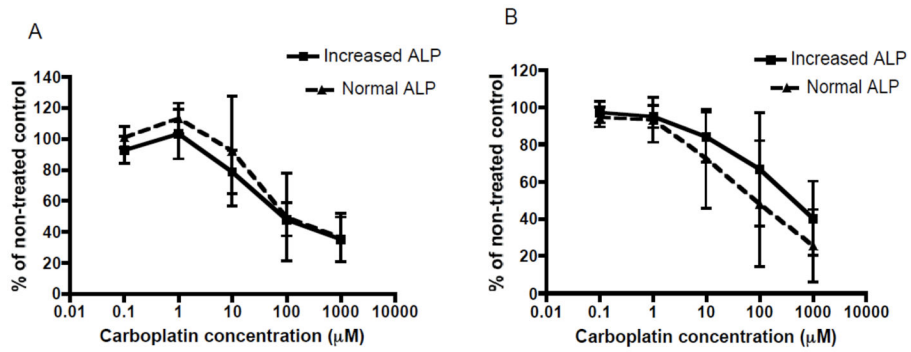 A
Increased ALP
Normal ALP
% of non-treated control
140
120
100
80
60
40
20
0
0.01 0.1 1 10 100 1000 10000
Carboplatin concentration (μM)
B
Increased ALP
Normal ALP
% of non-treated control
120
100
80
60
40
20
0
0.01 0.1 1 10 100 1000 10000
Carboplatin concentration (μM)